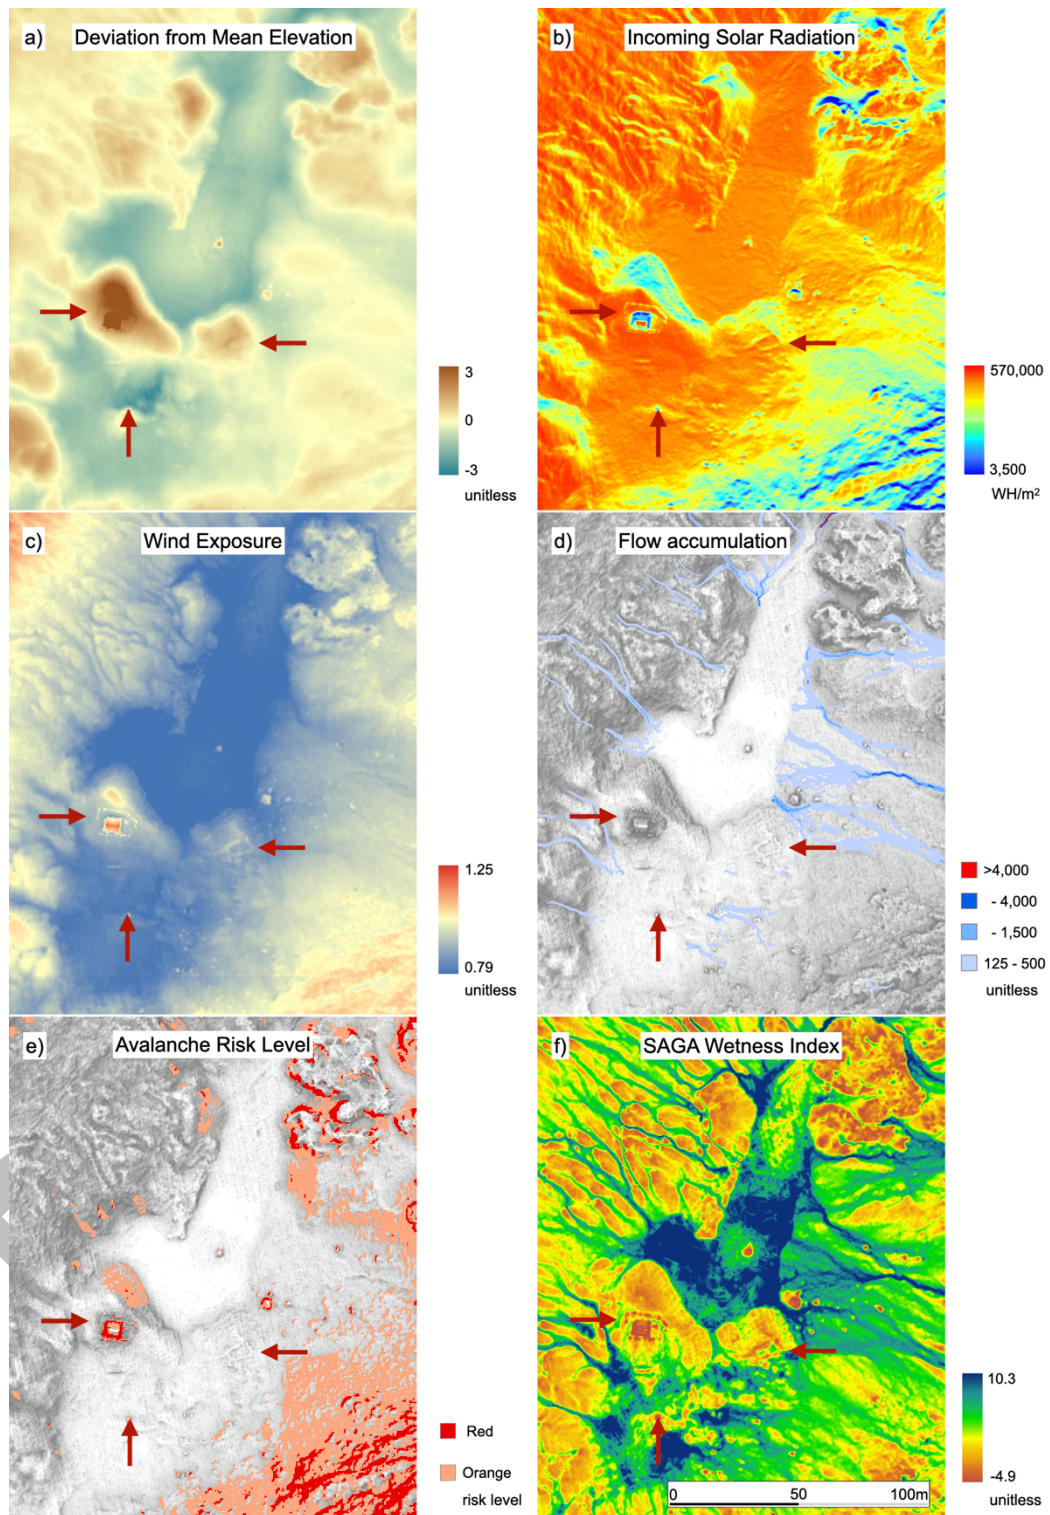 a) Deviation from Mean Elevation
b) Incoming Solar Radiation
3
0
-3
unitless
570,000
3,500
WH/m²
c) Wind Exposure
d) Flow accumulation
1.25
0.79
unitless
>4,000
- 4,000
- 1,500
125 - 500
unitless
e) Avalanche Risk Level
f) SAGA Wetness Index
Red
Orange
risk level
10.3
-4.9
unitless
0 50 100m